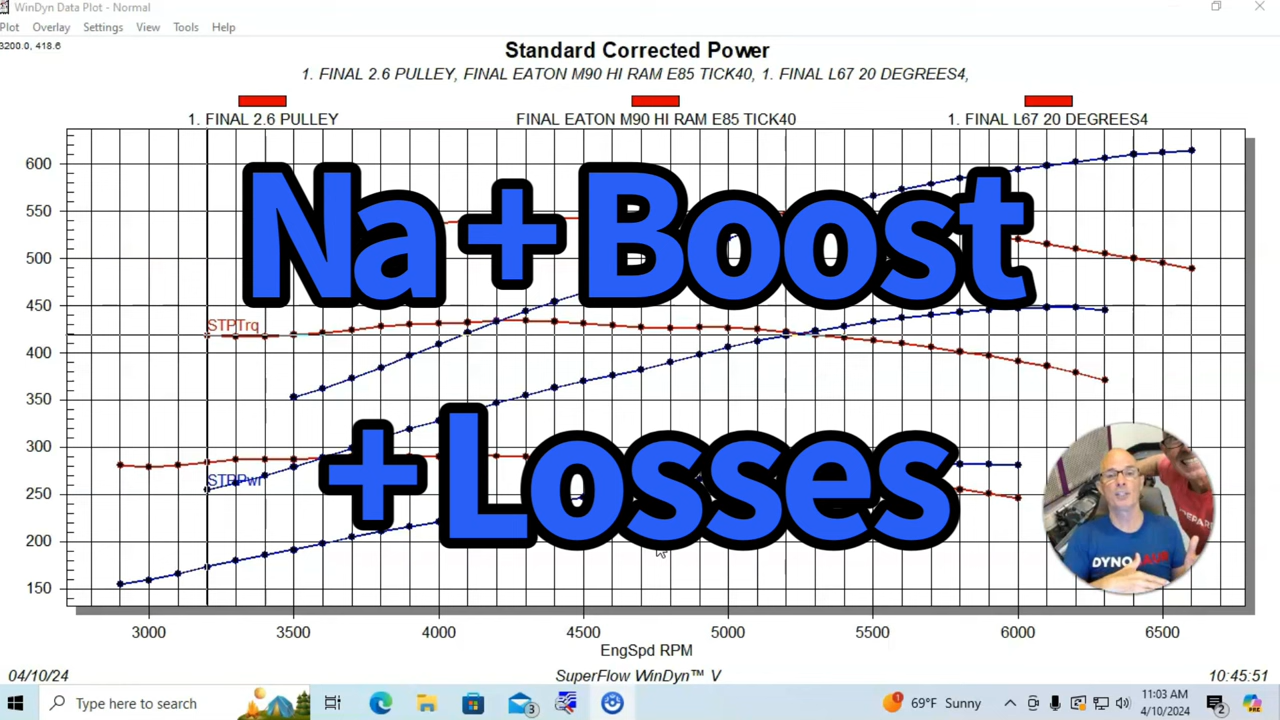 WinDyn Data Plot - Normal
Plot Overlay Settings View Tools Help
3200.0, 418.6
Standard Corrected Power
1. FINAL 2.6 PULLEY, FINAL EATON M90 HI RAM E85 TICK40, 1. FINAL L67 20 DEGREES4,
1. FINAL 2.6 PULLEY FINAL EATON M90 HI RAM E85 TICK40 1. FINAL L67 20 DEGREES4
600
Na + Boost
550
500
450
STPTrq
400
350
300
+ Losses
250
STPPwr
200
DYNO
150
3000 3500 4000 4500 5000 5500 6000 6500
EngSpd RPM
04/10/24 SuperFlow WinDyn™ V 10:45:51
Type here to search 3 1 69°F Sunny 11:03 AM 2
4/10/2024